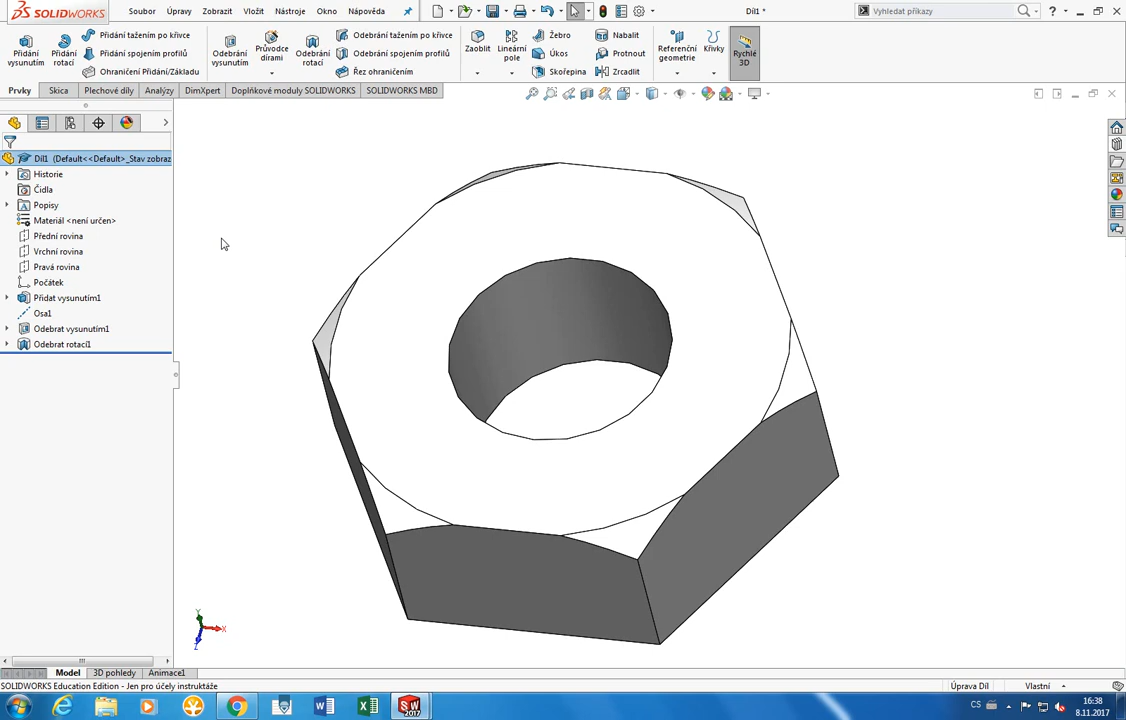 SOLIDWORKS
Soubor Úpravy Zobrazit Vložit Nástroje Okno Nápověda
Díl1 *
Vyhledat příkazy
Přidání vysunutím
Přidání rotací
Přidání tažením po křivce
Přidání spojením profilů
Ohraničení Přidání/Základu
Odebrání vysunutím
Průvodce dírami
Odebrání rotací
Odebrání tažením po křivce
Odebrání spojením profilů
Řez ohraničením
Zaoblit
Lineární pole
Žebro
Úkos
Skořepina
Nabalit
Protnout
Zrcadlit
Referenční geometrie
Křivky
Rychlé 3D
Prvky Skica Plechové díly Analýzy DimXpert Doplňkové moduly SOLIDWORKS SOLIDWORKS MBD
Díl1 (Default<<Default>_Stav zobraz
Historie
Čidla
Popisy
Materiál <není určen>
Přední rovina
Vrchní rovina
Pravá rovina
Počátek
Přidat vysunutím1
Osa1
Odebrat vysunutím1
Odebrat rotací1
Y
X
Z
Model 3D pohledy Animace1
SOLIDWORKS Education Edition - Jen pro účely instruktáže
Úprava Díl
Vlastní
SW
2017
CS
16:38
8.11.2017